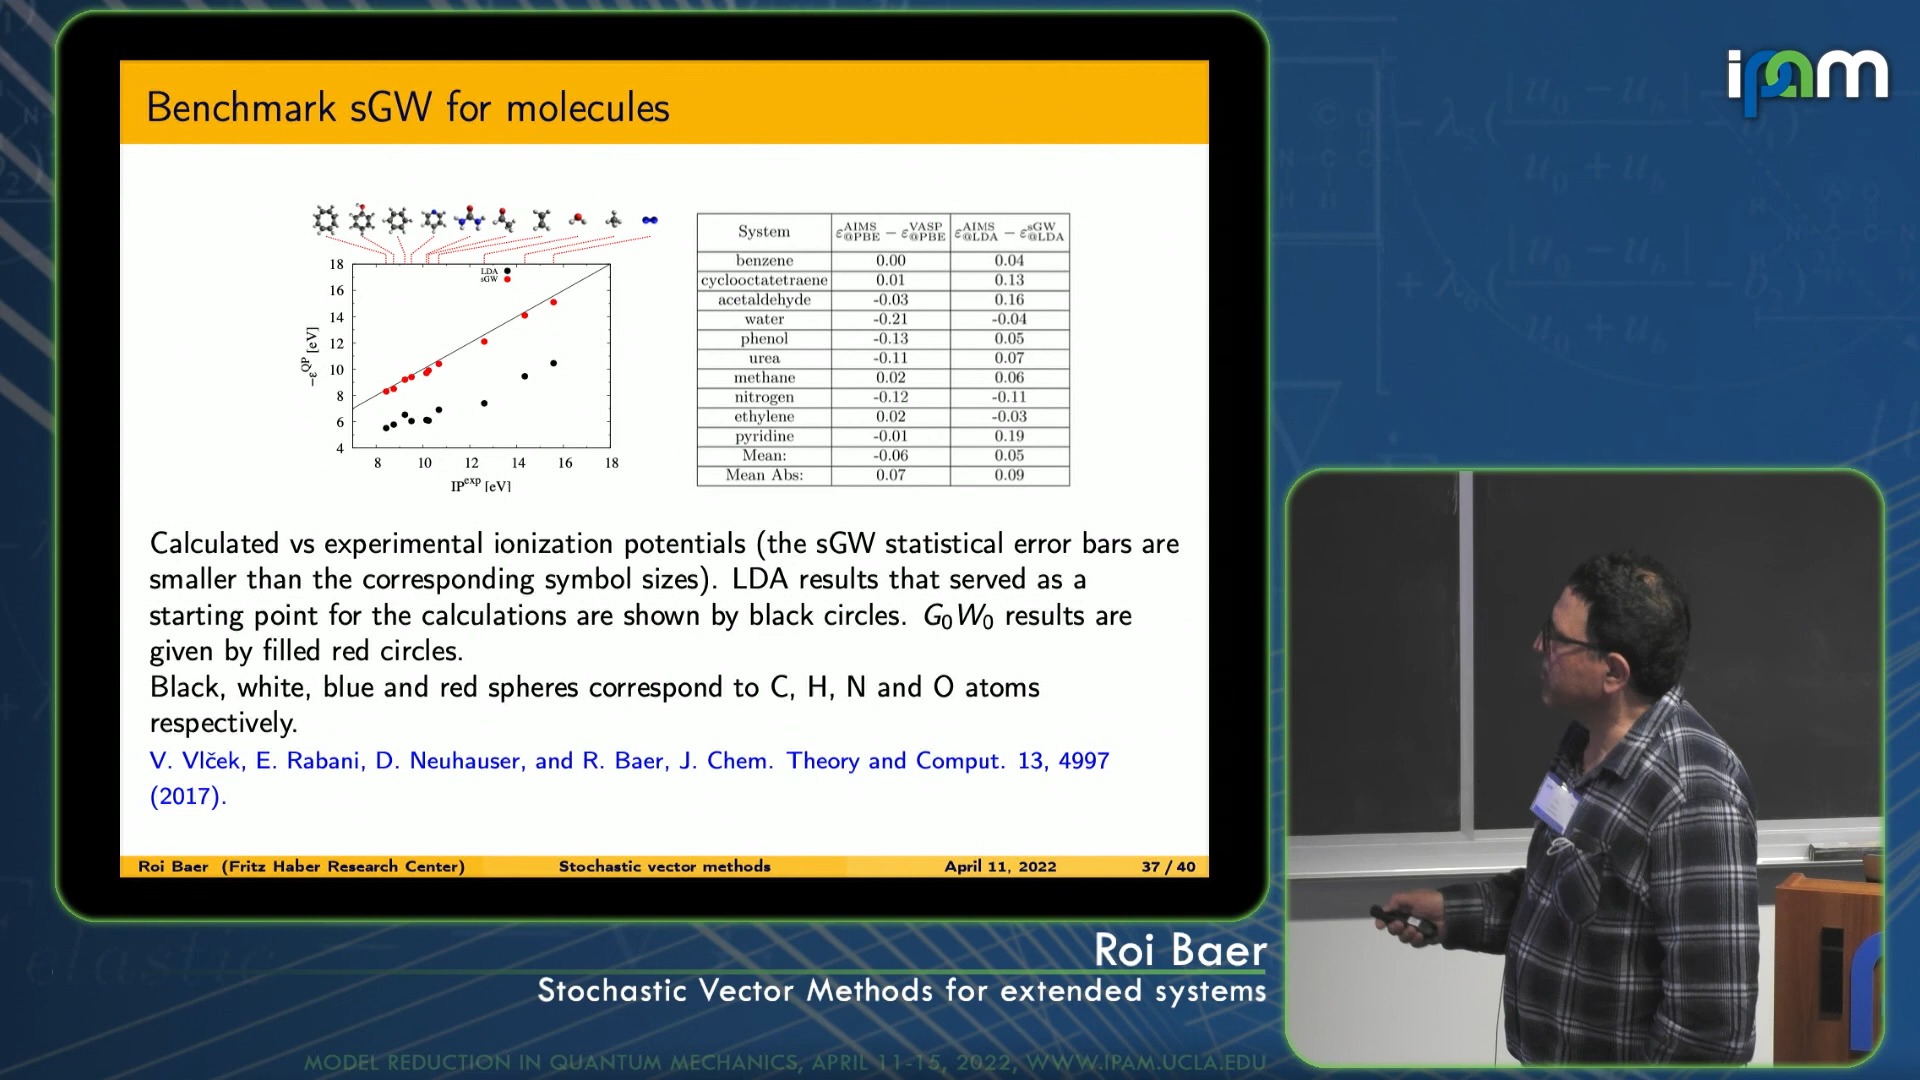 ipam
Benchmark sGW for molecules
LDA
sGW
18
16
14
12
10
8
6
4
8 10 12 14 16 18
−ε^QP [eV]
IP^exp [eV]
System ε^AIMS_@PBE − ε^VASP_@PBE ε^AIMS_@LDA − ε^sGW_@LDA
benzene 0.00 0.04
cyclooctatetraene 0.01 0.13
acetaldehyde -0.03 0.16
water -0.21 -0.04
phenol -0.13 0.05
urea -0.11 0.07
methane 0.02 0.06
nitrogen -0.12 -0.11
ethylene 0.02 -0.03
pyridine -0.01 0.19
Mean: -0.06 0.05
Mean Abs: 0.07 0.09
Calculated vs experimental ionization potentials (the sGW statistical error bars are
smaller than the corresponding symbol sizes). LDA results that served as a
starting point for the calculations are shown by black circles. G₀W₀ results are
given by filled red circles.
Black, white, blue and red spheres correspond to C, H, N and O atoms
respectively.
V. Vlček, E. Rabani, D. Neuhauser, and R. Baer, J. Chem. Theory and Comput. 13, 4997
(2017).
Roi Baer (Fritz Haber Research Center) Stochastic vector methods April 11, 2022 37 / 40
Roi Baer
Stochastic Vector Methods for extended systems
MODEL REDUCTION IN QUANTUM MECHANICS, APRIL 11-15, 2022, WWW.IPAM.UCLA.EDU